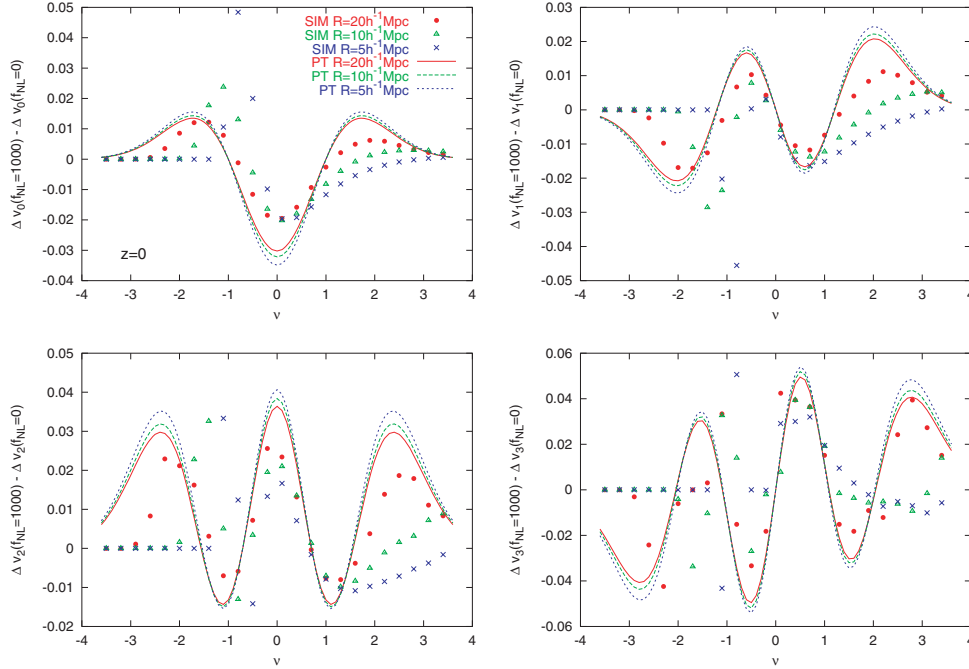 0.05
0.04
0.03
0.02
0.01
0
-0.01
-0.02
-0.03
0.04
-4 -3 -2 -1 0 1 2 3 4
ν
Δ v₀(f_NL=1000) - Δ v₀(f_NL=0)
z=0
SIM R=20h⁻¹Mpc
SIM R=10h⁻¹Mpc
SIM R=5h⁻¹Mpc
PT R=20h⁻¹Mpc
PT R=10h⁻¹Mpc
PT R=5h⁻¹Mpc
0.03
0.02
0.01
0
-0.01
-0.02
-0.03
-0.04
-0.05
-4 -3 -2 -1 0 1 2 3 4
ν
Δ v₁(f_NL=1000) - Δ v₁(f_NL=0)
0.05
0.04
0.03
0.02
0.01
0
-0.01
-0.02
-4 -3 -2 -1 0 1 2 3 4
ν
Δ v₂(f_NL=1000) - Δ v₂(f_NL=0)
0.06
0.04
0.02
0
-0.02
-0.04
-0.06
-4 -3 -2 -1 0 1 2 3 4
ν
Δ v₃(f_NL=1000) - Δ v₃(f_NL=0)